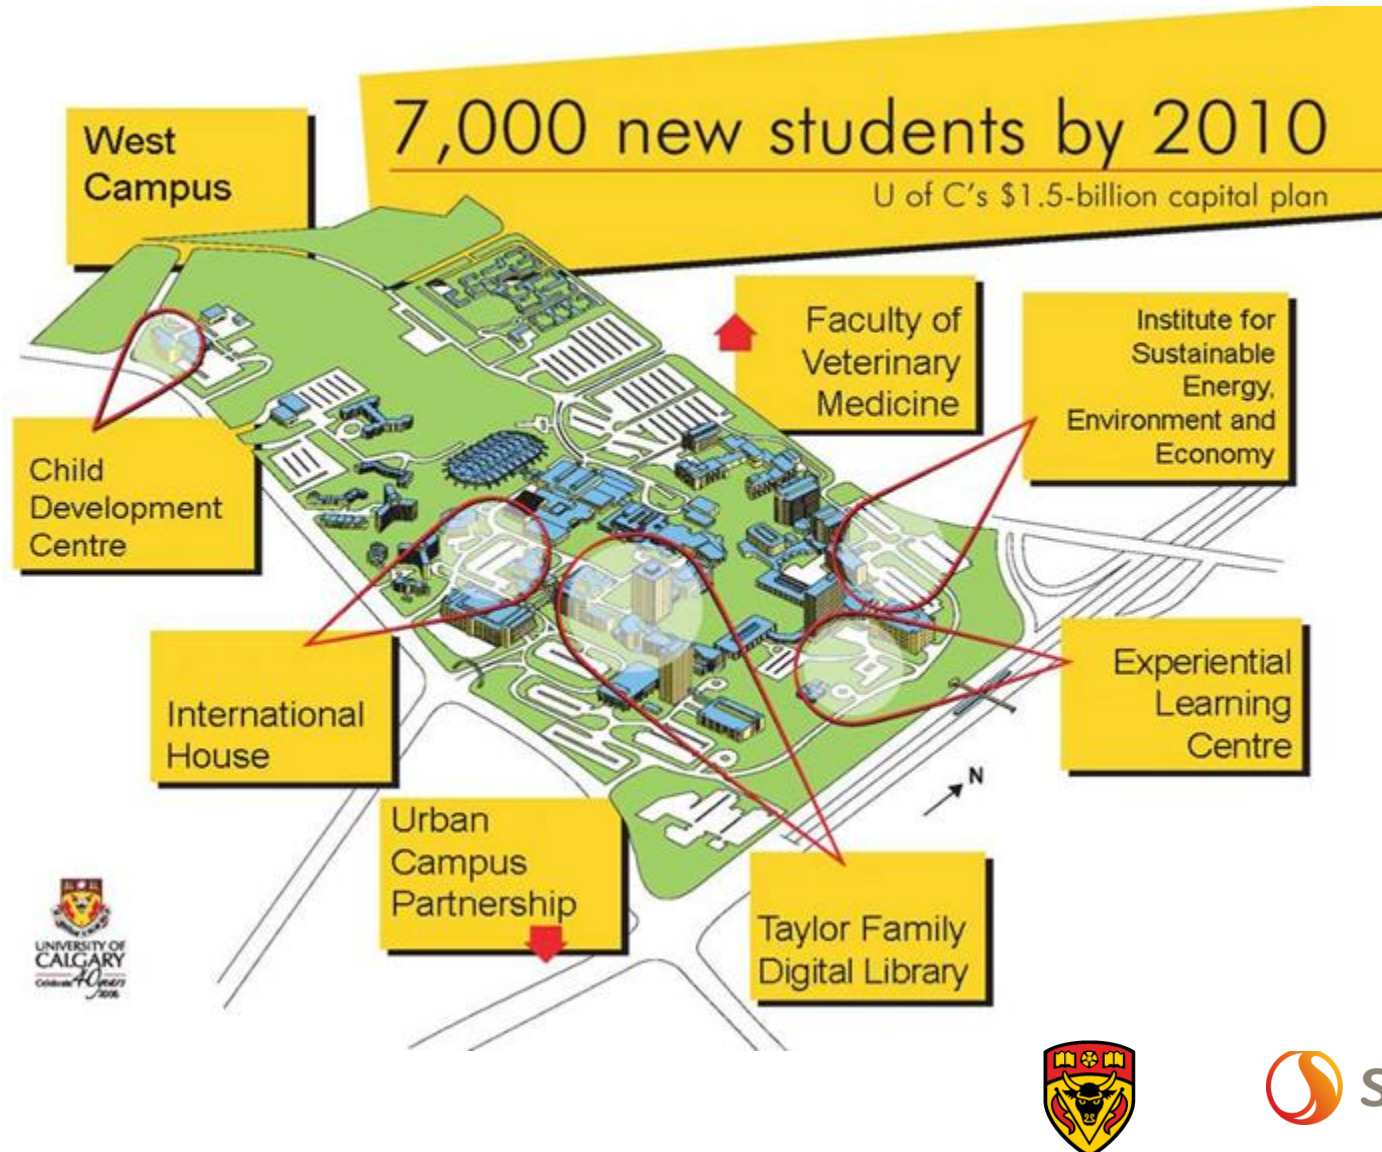 7,000 new students by 2010
U of C's $1.5-billion capital plan
West
Campus
Faculty of
Veterinary
Medicine
Institute for
Sustainable
Energy,
Environment and
Economy
Child
Development
Centre
International
House
Experiential
Learning
Centre
N
Urban
Campus
Partnership
Taylor Family
Digital Library
UNIVERSITY OF
CALGARY
40 years
S